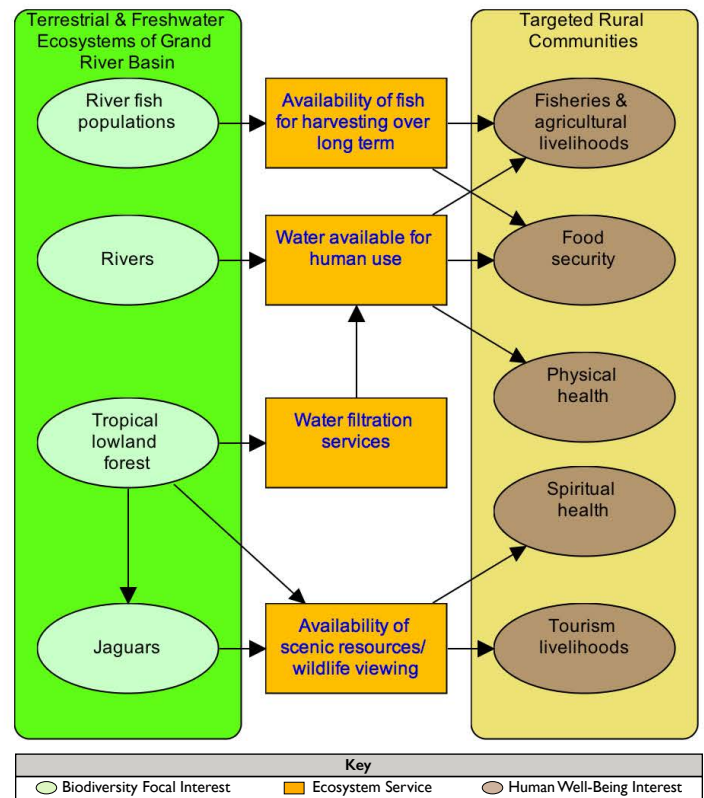 Terrestrial & Freshwater
Ecosystems of Grand
River Basin
Targeted Rural
Communities
River fish
populations
Availability of fish
for harvesting over
long term
Fisheries &
agricultural
livelihoods
Rivers
Water available for
human use
Food
security
Physical
health
Tropical
lowland
forest
Water filtration
services
Spiritual
health
Jaguars
Availability of
scenic resources/
wildlife viewing
Tourism
livelihoods
Key
Biodiversity Focal Interest
Ecosystem Service
Human Well-Being Interest